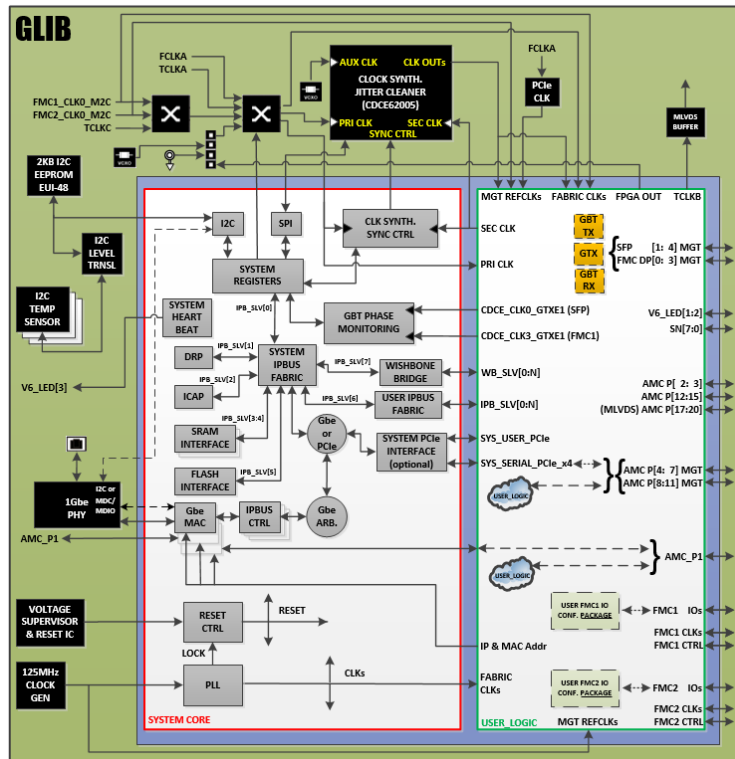 GLIB
FCLKA
TCLKA
FMC1_CLK0_M2C
FMC2_CLK0_M2C
TCLKC
VCXO
AUX CLK
CLK OUTs
CLOCK SYNTH.
JITTER CLEANER
(CDCE62005)
PRI CLK
SEC CLK
SYNC CTRL
FCLKA
PCIe
CLK
MLVDS
BUFFER
VCXO
2KB I2C
EEPROM
EUI-48
I2C
LEVEL
TRNSL
I2C
TEMP
SENSOR
V6_LED[3]
1Gbe
PHY
I2C or
MDC/
MDIO
AMC_P1
VOLTAGE
SUPERVISOR
& RESET IC
125MHz
CLOCK
GEN
I2C
SPI
CLK SYNTH.
SYNC CTRL
SYSTEM
REGISTERS
SYSTEM
HEART
BEAT
IPB_SLV[0]
GBT PHASE
MONITORING
DRP
IPB_SLV[1]
SYSTEM
IPBUS
FABRIC
IPB_SLV[7]
WISHBONE
BRIDGE
ICAP
IPB_SLV[2]
IPB_SLV[6]
USER IPBUS
FABRIC
IPB_SLV[3:4]
SRAM
INTERFACE
Gbe
or
PCIe
SYSTEM PCIe
INTERFACE
(optional)
IPB_SLV[5]
FLASH
INTERFACE
Gbe
MAC
IPBUS
CTRL
Gbe
ARB.
RESET
CTRL
RESET
LOCK
PLL
CLKs
SYSTEM CORE
MGT REFCLKs
FABRIC CLKs
FPGA OUT
TCLKB
SEC CLK
PRI CLK
GBT
TX
GTX
GBT
RX
SFP [1: 4] MGT
FMC DP[0: 3] MGT
CDCE_CLK0_GTXE1 (SFP)
CDCE_CLK3_GTXE1 (FMC1)
V6_LED[1:2]
SN[7:0]
WB_SLV[0:N]
IPB_SLV[0:N]
AMC P[ 2: 3]
AMC P[12:15]
(MLVDS) AMC P[17:20]
SYS_USER_PCIe
SYS_SERIAL_PCIe_x4
AMC P[4: 7] MGT
AMC P[8:11] MGT
USER_LOGIC
AMC_P1
USER_LOGIC
USER FMC1 IO
CONF. PACKAGE
FMC1 IOs
FMC1 CLKs
FMC1 CTRL
IP & MAC Addr
FABRIC
CLKs
USER FMC2 IO
CONF. PACKAGE
FMC2 IOs
FMC2 CLKs
FMC2 CTRL
MGT REFCLKs
USER_LOGIC